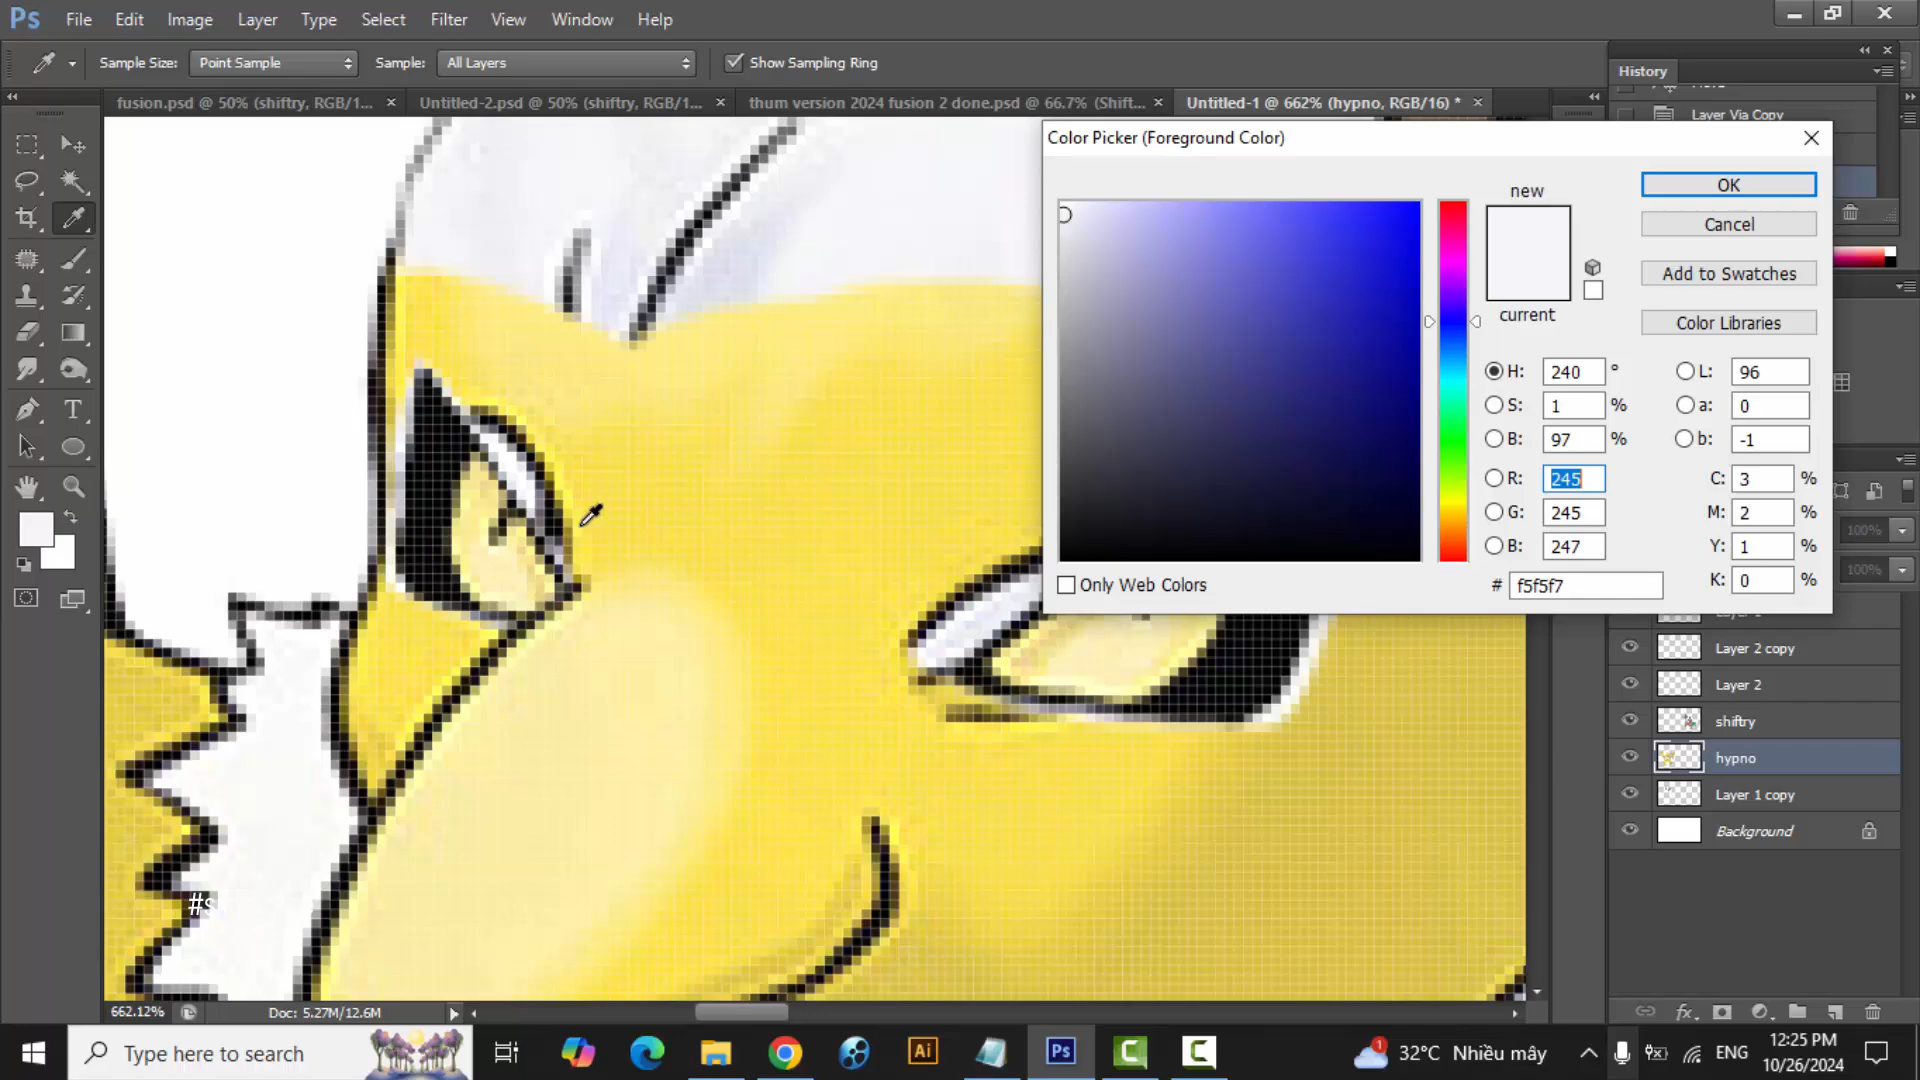 Ps File Edit Image Layer Type Select Filter View Window Help
Sample Size: Point Sample Sample: All Layers Show Sampling Ring
History
fusion.psd @ 50% (shiftry, RGB/1... × Untitled-2.psd @ 50% (shiftry, RGB/1... × thum version 2024 fusion 2 done.psd @ 66.7% (Shift... × Untitled-1 @ 662% (hypno, RGB/16) * ×
Layer Via Copy
Color Picker (Foreground Color)
new
current
OK
Cancel
Add to Swatches
Color Libraries
H: 240 °
S: 1 %
B: 97 %
R: 245
G: 245
B: 247
L: 96
a: 0
b: -1
C: 3 %
M: 2 %
Y: 1 %
K: 0 %
Only Web Colors
# f5f5f7
100%
100%
Layer 2 copy
Layer 2
shiftry
hypno
Layer 1 copy
Background
662.12% Doc: 5.27M/12.6M
Type here to search
Ai Ps
32°C Nhiều mây
ENG
12:25 PM
10/26/2024